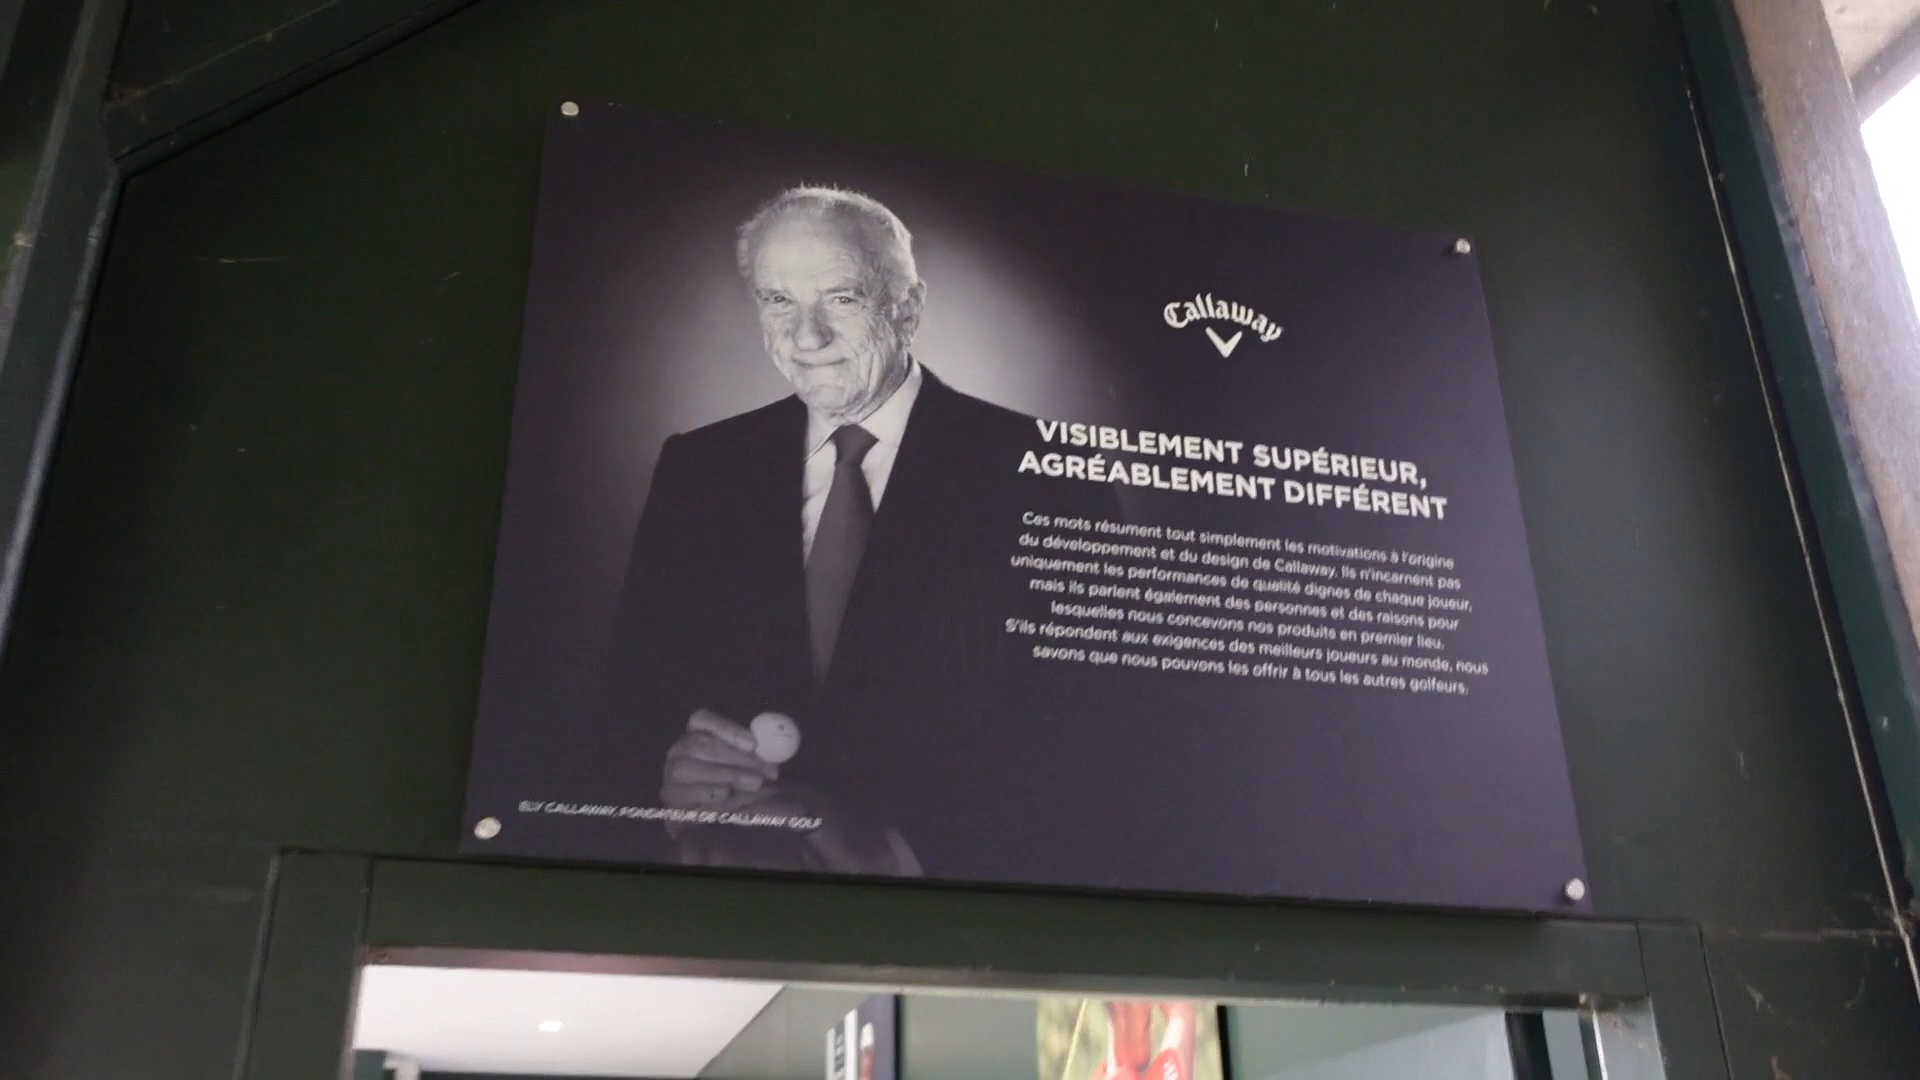 Callaway
VISIBLEMENT SUPÉRIEUR,
AGRÉABLEMENT DIFFÉRENT
Ces mots résument tout simplement les motivations à l'origine
du développement et du design de Callaway. Ils n'incarnent pas
uniquement les performances de qualité dignes de chaque joueur,
mais ils parlent également des personnes et des raisons pour
lesquelles nous concevons nos produits en premier lieu.
S'ils répondent aux exigences des meilleurs joueurs au monde, nous
savons que nous pouvons les offrir à tous les autres golfeurs.
ELY CALLAWAY, FONDATEUR DE CALLAWAY GOLF